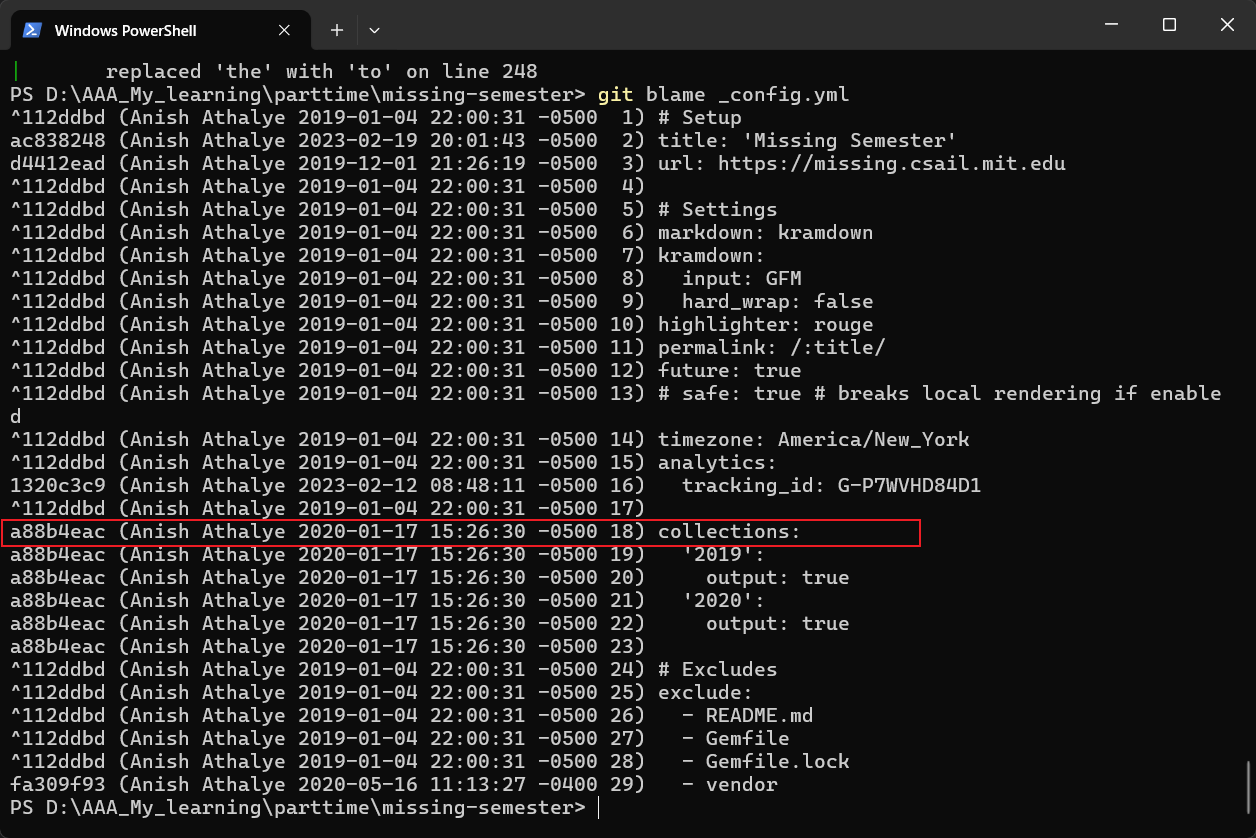 Windows PowerShell
|       replaced 'the' with 'to' on line 248
PS D:\AAA_My_learning\parttime\missing-semester> git blame _config.yml
^112ddbd (Anish Athalye 2019-01-04 22:00:31 -0500  1) # Setup
ac838248 (Anish Athalye 2023-02-19 20:01:43 -0500  2) title: 'Missing Semester'
d4412ead (Anish Athalye 2019-12-01 21:26:19 -0500  3) url: https://missing.csail.mit.edu
^112ddbd (Anish Athalye 2019-01-04 22:00:31 -0500  4)
^112ddbd (Anish Athalye 2019-01-04 22:00:31 -0500  5) # Settings
^112ddbd (Anish Athalye 2019-01-04 22:00:31 -0500  6) markdown: kramdown
^112ddbd (Anish Athalye 2019-01-04 22:00:31 -0500  7) kramdown:
^112ddbd (Anish Athalye 2019-01-04 22:00:31 -0500  8)   input: GFM
^112ddbd (Anish Athalye 2019-01-04 22:00:31 -0500  9)   hard_wrap: false
^112ddbd (Anish Athalye 2019-01-04 22:00:31 -0500 10) highlighter: rouge
^112ddbd (Anish Athalye 2019-01-04 22:00:31 -0500 11) permalink: /:title/
^112ddbd (Anish Athalye 2019-01-04 22:00:31 -0500 12) future: true
^112ddbd (Anish Athalye 2019-01-04 22:00:31 -0500 13) # safe: true # breaks local rendering if enable
d
^112ddbd (Anish Athalye 2019-01-04 22:00:31 -0500 14) timezone: America/New_York
^112ddbd (Anish Athalye 2019-01-04 22:00:31 -0500 15) analytics:
1320c3c9 (Anish Athalye 2023-02-12 08:48:11 -0500 16)   tracking_id: G-P7WVHD84D1
^112ddbd (Anish Athalye 2019-01-04 22:00:31 -0500 17)
a88b4eac (Anish Athalye 2020-01-17 15:26:30 -0500 18) collections:
a88b4eac (Anish Athalye 2020-01-17 15:26:30 -0500 19)   '2019':
a88b4eac (Anish Athalye 2020-01-17 15:26:30 -0500 20)     output: true
a88b4eac (Anish Athalye 2020-01-17 15:26:30 -0500 21)   '2020':
a88b4eac (Anish Athalye 2020-01-17 15:26:30 -0500 22)     output: true
a88b4eac (Anish Athalye 2020-01-17 15:26:30 -0500 23)
^112ddbd (Anish Athalye 2019-01-04 22:00:31 -0500 24) # Excludes
^112ddbd (Anish Athalye 2019-01-04 22:00:31 -0500 25) exclude:
^112ddbd (Anish Athalye 2019-01-04 22:00:31 -0500 26)   - README.md
^112ddbd (Anish Athalye 2019-01-04 22:00:31 -0500 27)   - Gemfile
^112ddbd (Anish Athalye 2019-01-04 22:00:31 -0500 28)   - Gemfile.lock
fa309f93 (Anish Athalye 2020-05-16 11:13:27 -0400 29)   - vendor
PS D:\AAA_My_learning\parttime\missing-semester>